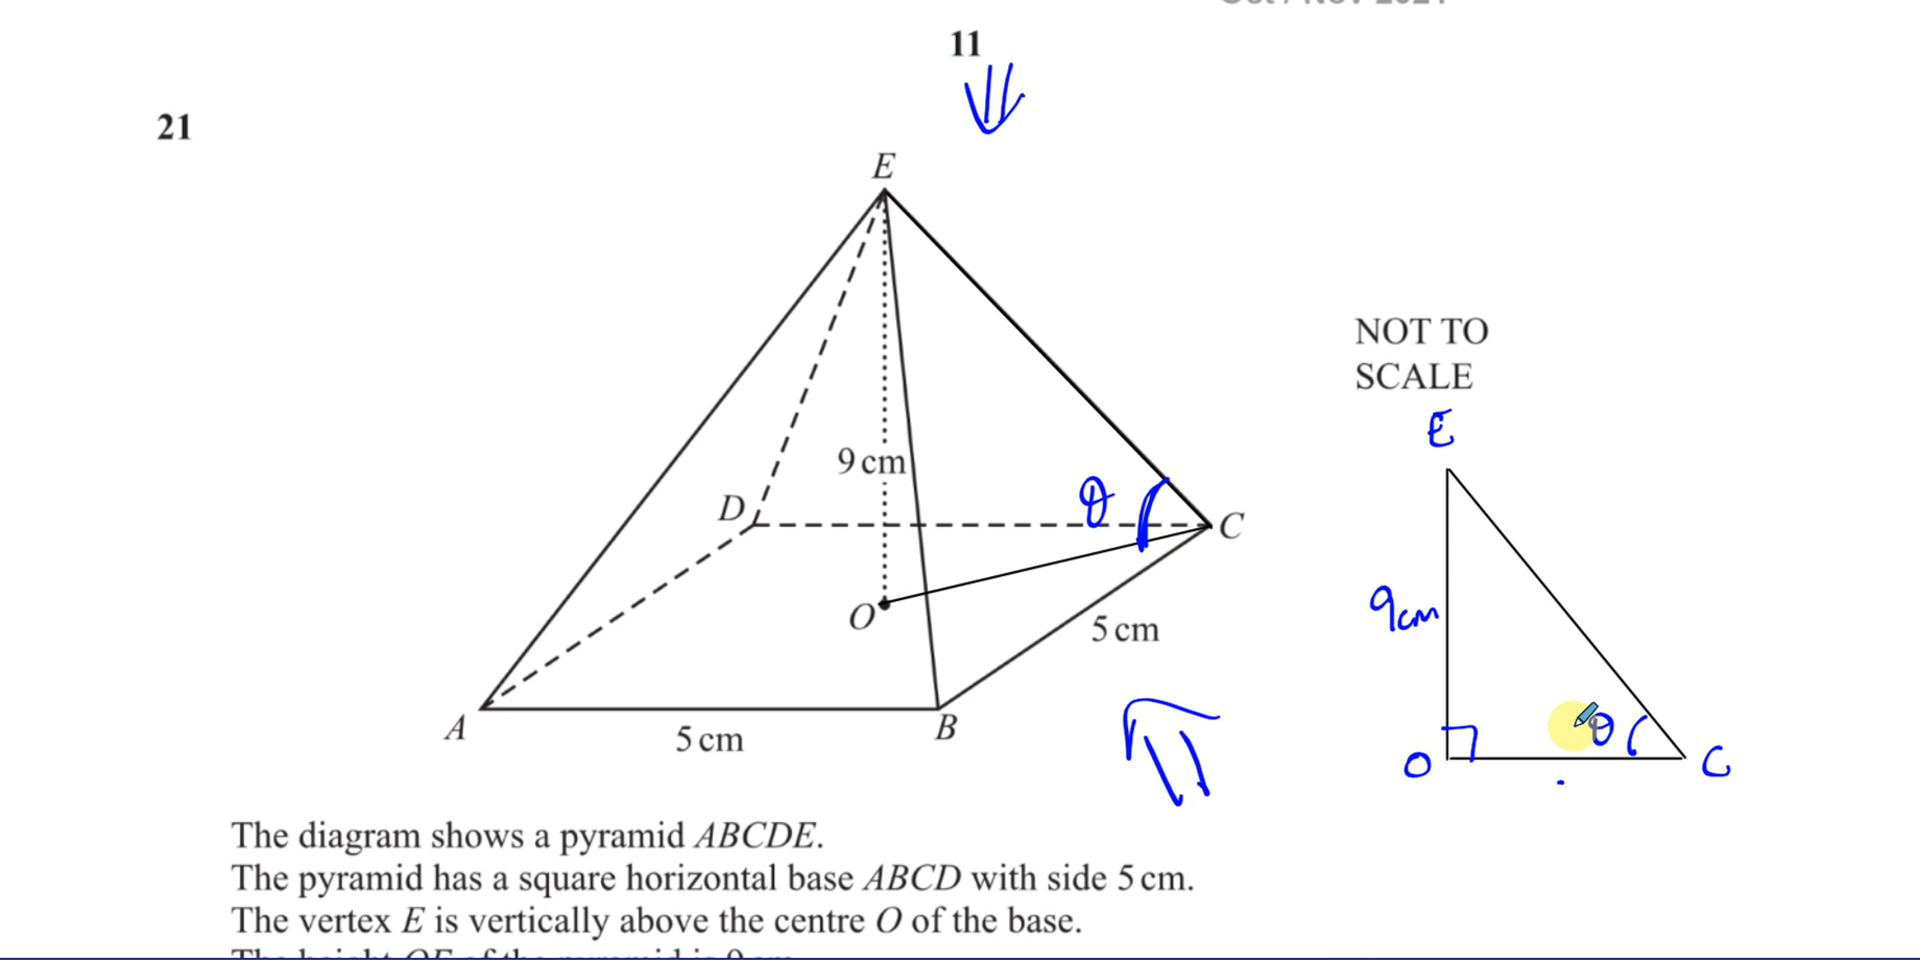 11
21
E
NOT TO
SCALE
E
9 cm
D
θ
C
9cm
O
5 cm
θ
A
B
O
C
5 cm
The diagram shows a pyramid ABCDE.
The pyramid has a square horizontal base ABCD with side 5 cm.
The vertex E is vertically above the centre O of the base.